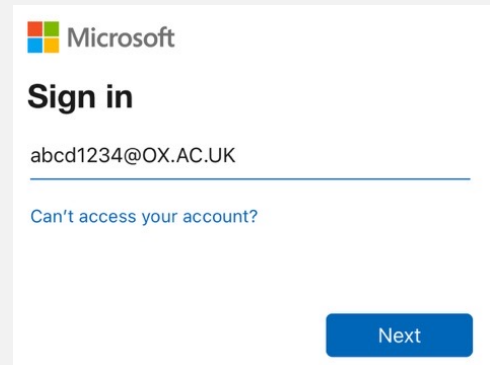 Microsoft
Sign in
abcd1234@OX.AC.UK
Can't access your account?
Next